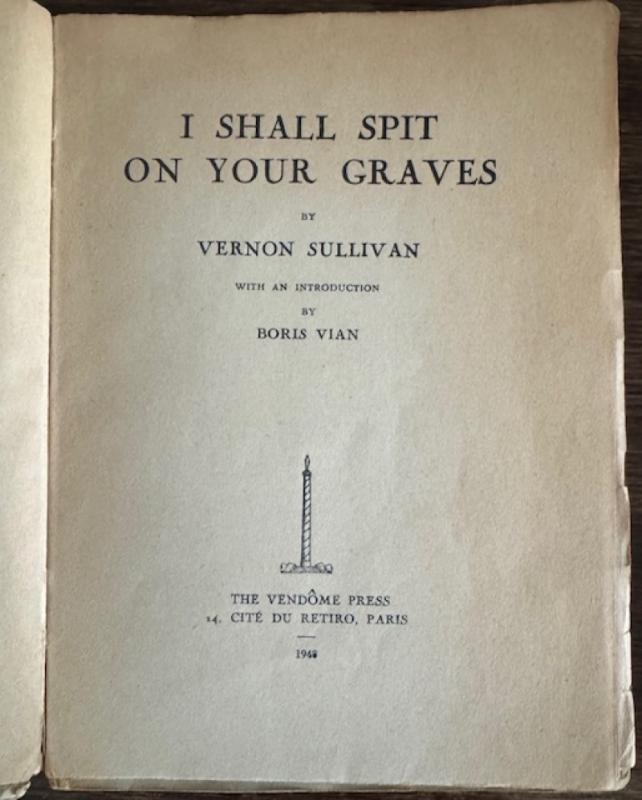 I SHALL SPIT
ON YOUR GRAVES
BY
VERNON SULLIVAN
WITH AN INTRODUCTION
BY
BORIS VIAN
THE VENDÔME PRESS
24, CITÉ DU RETIRO, PARIS
1948